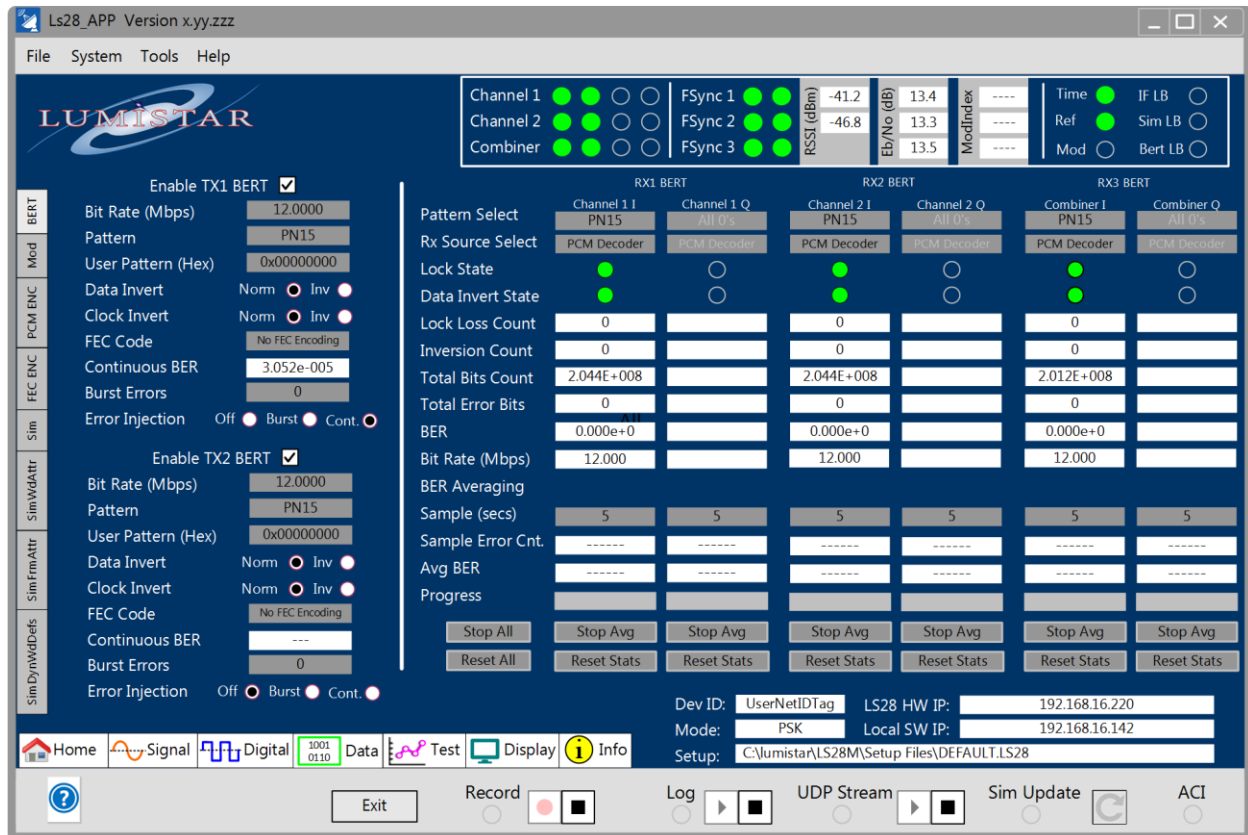 Ls28_APP Version x.yy.zzz
File System Tools Help
LUMISTAR
Channel 1 FSync 1 RSSI (dBm) -41.2 Eb/No (dB) 13.4 ModIndex ---- Time IF LB
Channel 2 FSync 2 -46.8 13.3 ---- Ref Sim LB
Combiner FSync 3 13.5 ---- Mod Bert LB
BERT
Mod
PCM ENC
FEC ENC
Sim
SimWdAttr
SimFrmAttr
SimDynWdDefs
Enable TX1 BERT
Bit Rate (Mbps) 12.0000
Pattern PN15
User Pattern (Hex) 0x00000000
Data Invert Norm Inv
Clock Invert Norm Inv
FEC Code No FEC Encoding
Continuous BER 3.052e-005
Burst Errors 0
Error Injection Off Burst Cont.
Enable TX2 BERT
Bit Rate (Mbps) 12.0000
Pattern PN15
User Pattern (Hex) 0x00000000
Data Invert Norm Inv
Clock Invert Norm Inv
FEC Code No FEC Encoding
Continuous BER ---
Burst Errors 0
Error Injection Off Burst Cont.
RX1 BERT RX2 BERT RX3 BERT
Channel 1 I Channel 1 Q Channel 2 I Channel 2 Q Combiner I Combiner Q
Pattern Select PN15 All 0's PN15 All 0's PN15 All 0's
Rx Source Select PCM Decoder PCM Decoder PCM Decoder PCM Decoder PCM Decoder PCM Decoder
Lock State
Data Invert State
Lock Loss Count 0 0 0
Inversion Count 0 0 0
Total Bits Count 2.044E+008 2.044E+008 2.012E+008
Total Error Bits 0 0 0
All
BER 0.000e+0 0.000e+0 0.000e+0
Bit Rate (Mbps) 12.000 12.000 12.000
BER Averaging
Sample (secs) 5 5 5 5 5 5
Sample Error Cnt. ------ ------ ------ ------ ------ ------
Avg BER ------ ------ ------ ------ ------ ------
Progress
Stop All Stop Avg Stop Avg Stop Avg Stop Avg Stop Avg Stop Avg
Reset All Reset Stats Reset Stats Reset Stats Reset Stats Reset Stats Reset Stats
Dev ID: UserNetIDTag LS28 HW IP: 192.168.16.220
Mode: PSK Local SW IP: 192.168.16.142
Setup: C:\lumistar\LS28M\Setup Files\DEFAULT.LS28
Home Signal Digital 1001 0110 Data Test Display i Info
? Exit Record Log UDP Stream Sim Update ACI